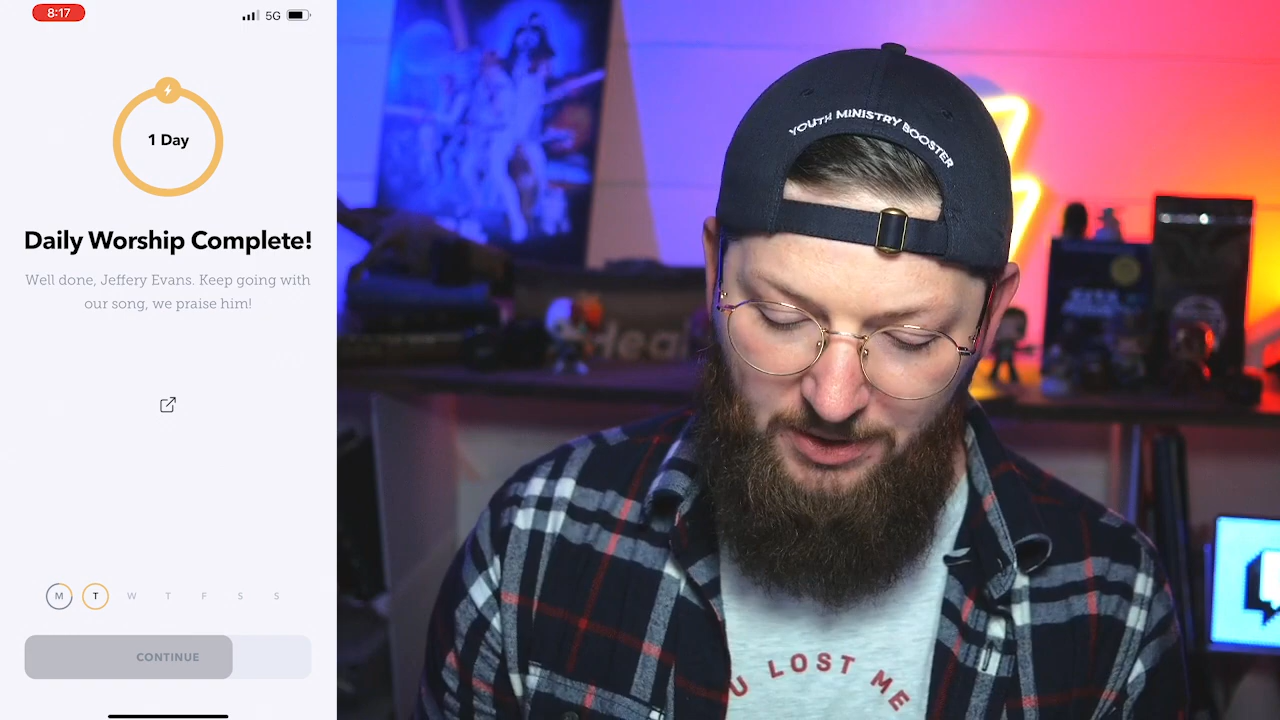 8:17
5G
1 Day
Daily Worship Complete!
Well done, Jeffery Evans. Keep going with
our song, we praise him!
M T W T F S S
CONTINUE
YOUTH MINISTRY BOOSTER
U LOST ME